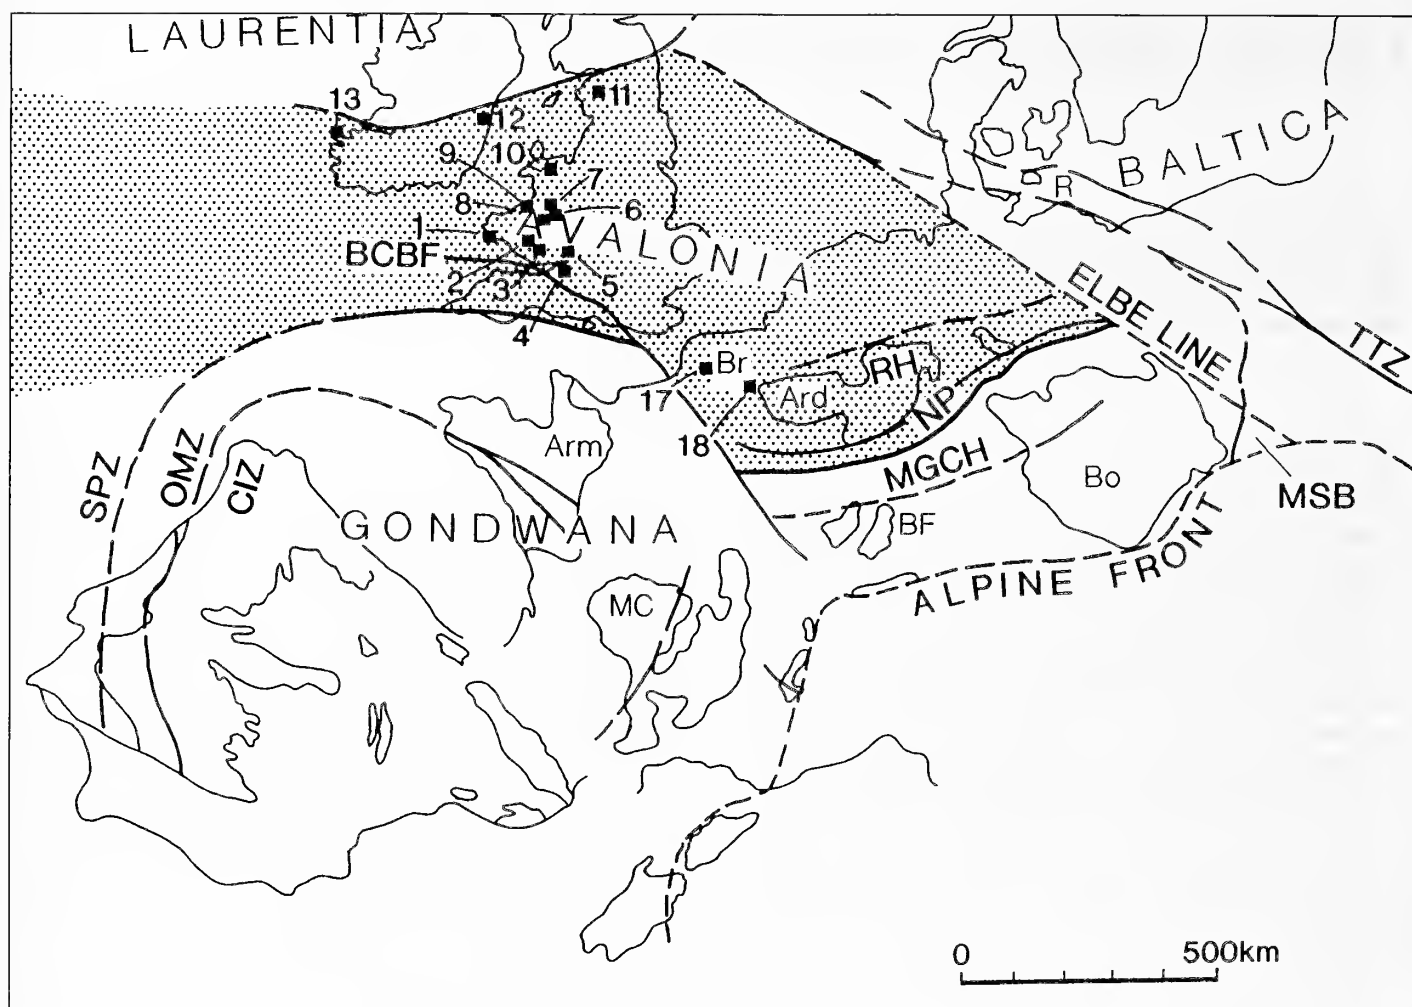 LAURENTIA
13
11
12
9
10
7
8
6
1
AVALONIA
BCBF
2
3
5
4
BALTICA
R
ELBE LINE
TTZ
Br
RH
17
Ard
NP
18
Arm
MGCH
Bo
MSB
SPZ
OMZ
CIZ
GONDWANA
BF
ALPINE FRONT
MC
0
500km